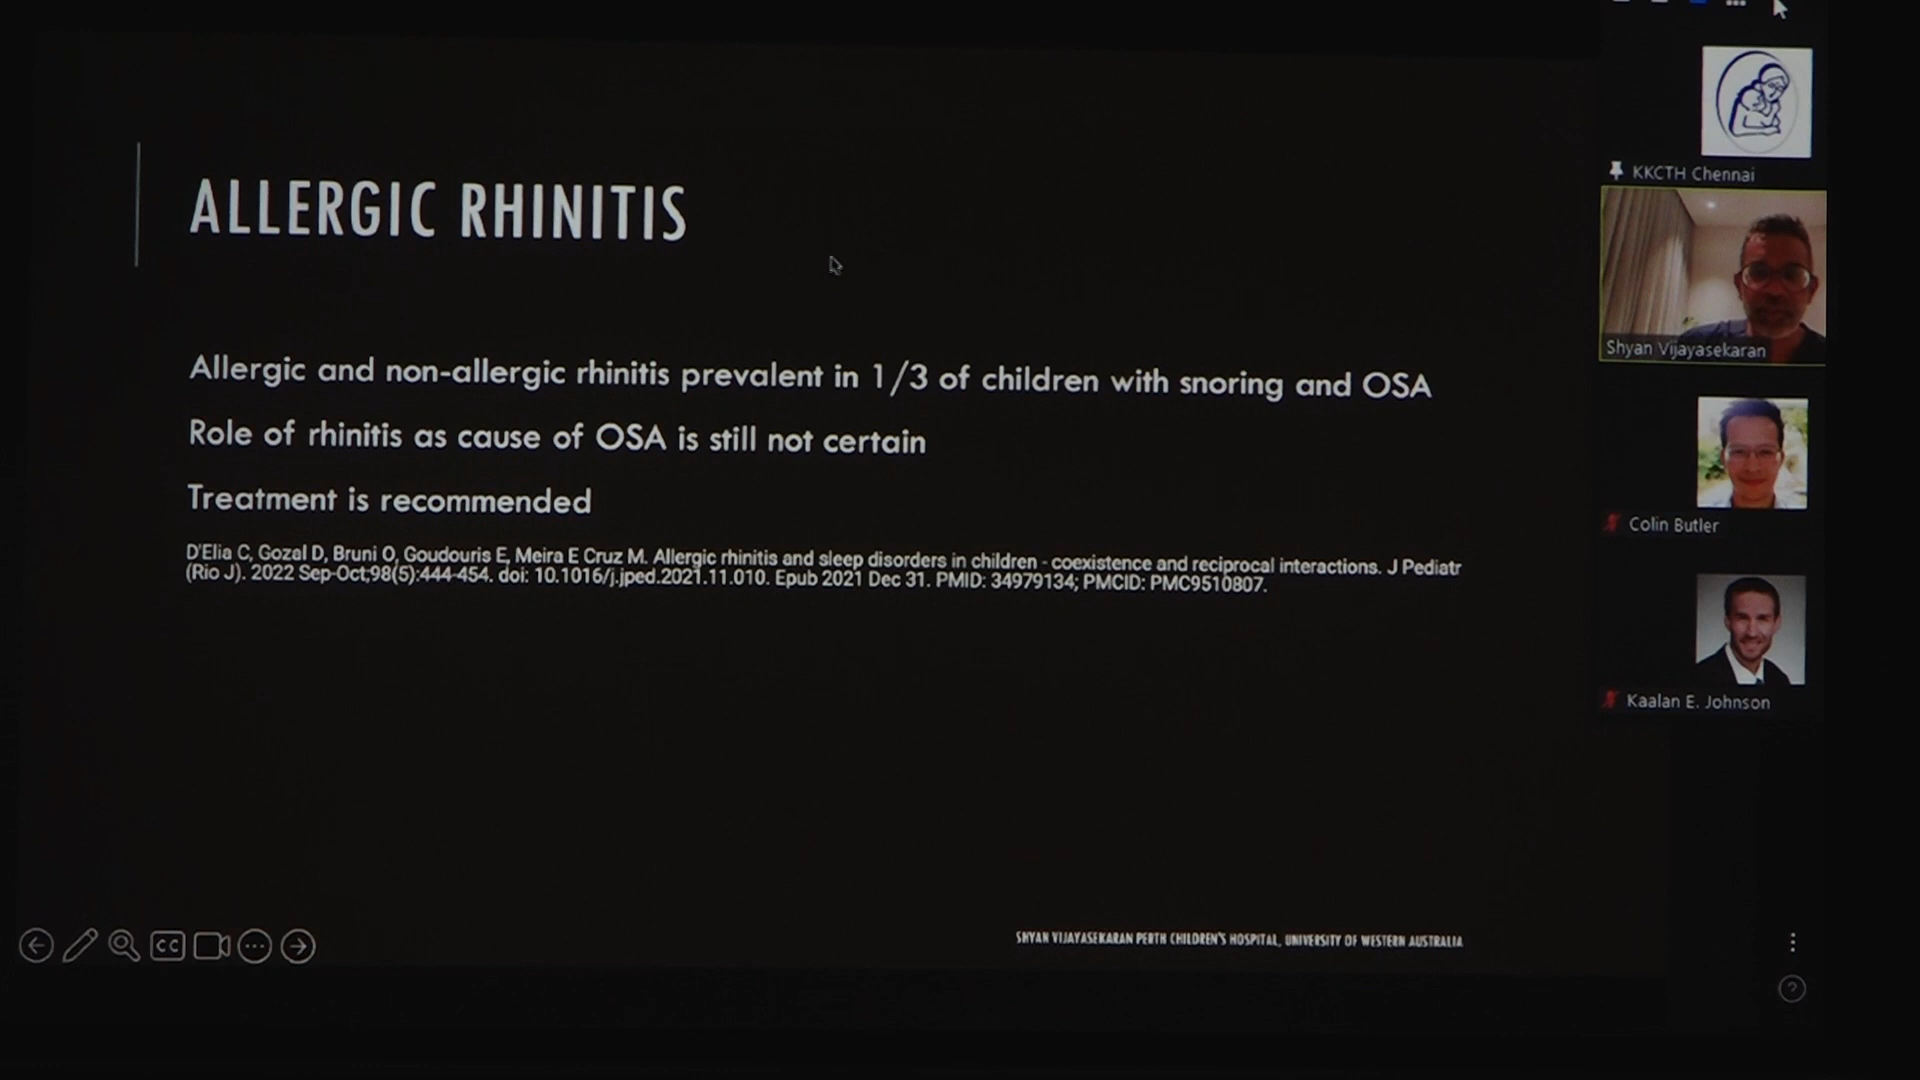 ALLERGIC RHINITIS
Allergic and non-allergic rhinitis prevalent in 1/3 of children with snoring and OSA
Role of rhinitis as cause of OSA is still not certain
Treatment is recommended
D'Elia C, Gozal D, Bruni O, Goudouris E, Meira E Cruz M. Allergic rhinitis and sleep disorders in children - coexistence and reciprocal interactions. J Pediatr
(Rio J). 2022 Sep-Oct;98(5):444-454. doi: 10.1016/j.jped.2021.11.010. Epub 2021 Dec 31. PMID: 34979134; PMCID: PMC9510807.
CC
SHYAN VIJAYASEKARAN PERTH CHILDREN'S HOSPITAL, UNIVERSITY OF WESTERN AUSTRALIA
KKCTH Chennai
Shyan Vijayasekaran
Colin Butler
Kaalan E. Johnson
?